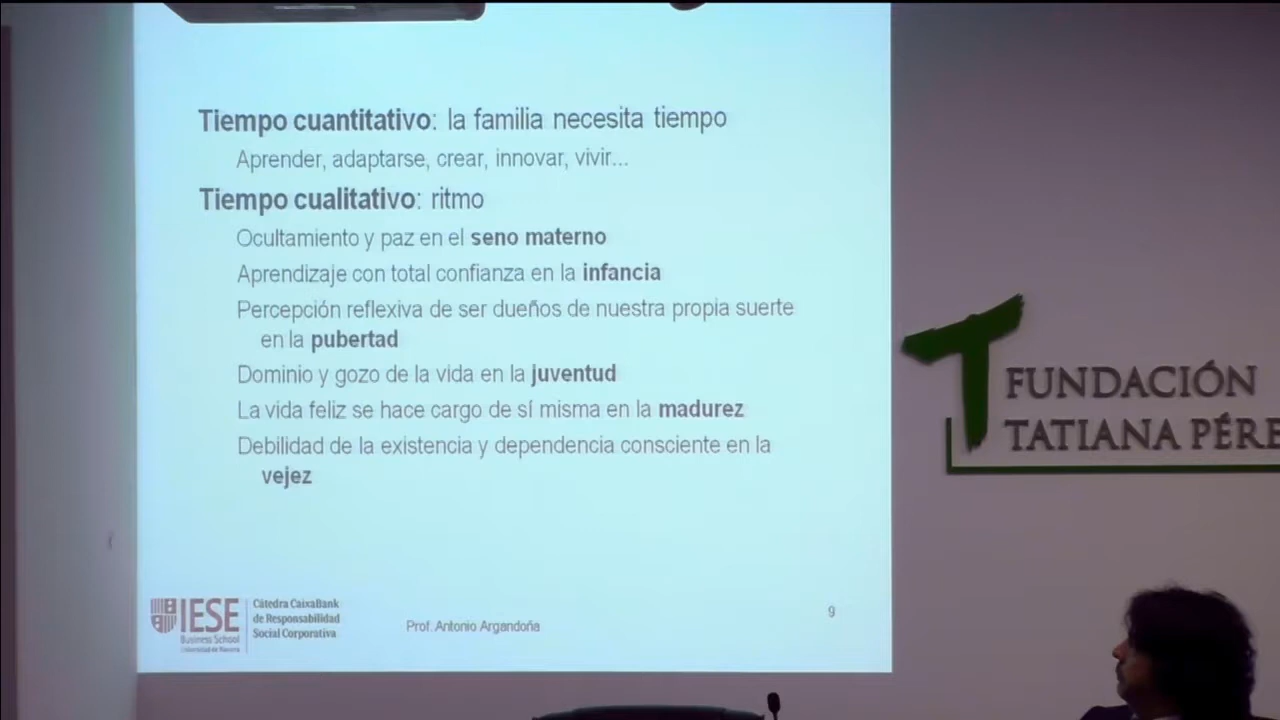 Tiempo cuantitativo: la familia necesita tiempo
Aprender, adaptarse, crear, innovar, vivir...
Tiempo cualitativo: ritmo
Ocultamiento y paz en el seno materno
Aprendizaje con total confianza en la infancia
Percepción reflexiva de ser dueños de nuestra propia suerte
en la pubertad
Dominio y gozo de la vida en la juventud
La vida feliz se hace cargo de sí misma en la madurez
Debilidad de la existencia y dependencia consciente en la
vejez
IESE
Business School
Universidad de Navarra
Cátedra CaixaBank
de Responsabilidad
Social Corporativa
Prof. Antonio Argandoña
9
FUNDACIÓN
TATIANA PÉRE